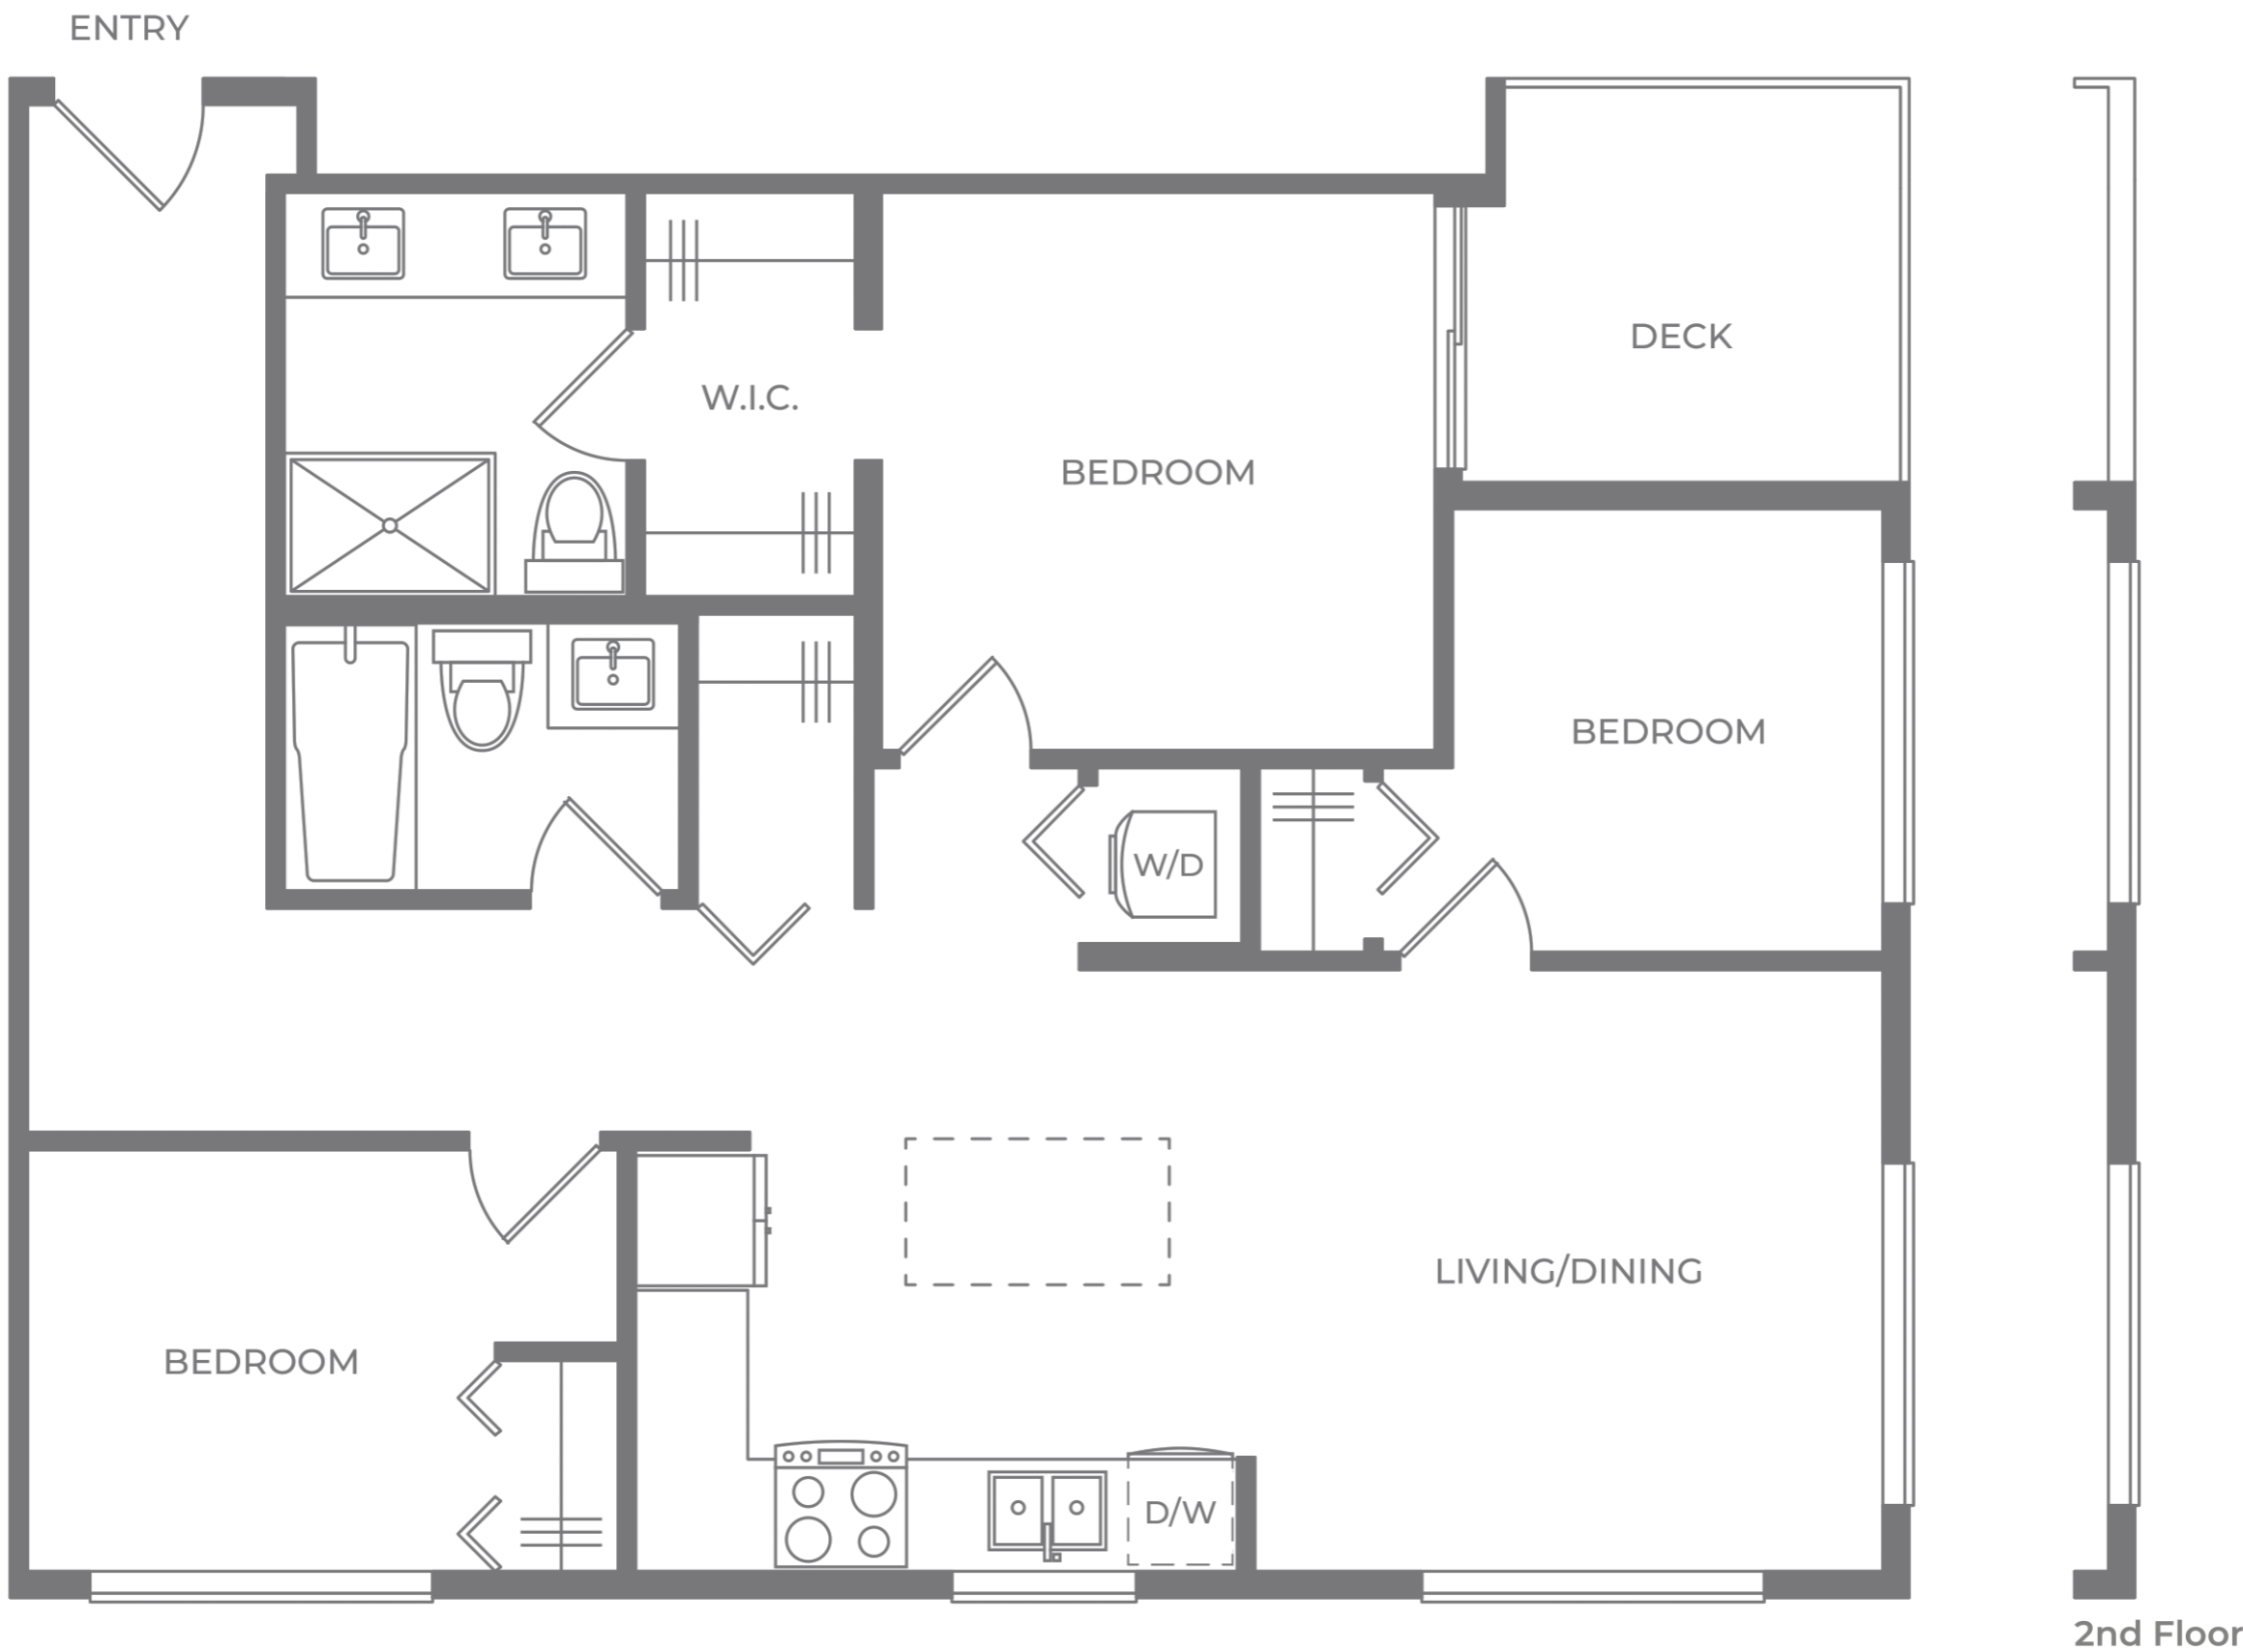 ENTRY
DECK
W.I.C.
BEDROOM
BEDROOM
W/D
LIVING/DINING
BEDROOM
D/W
2nd Floor